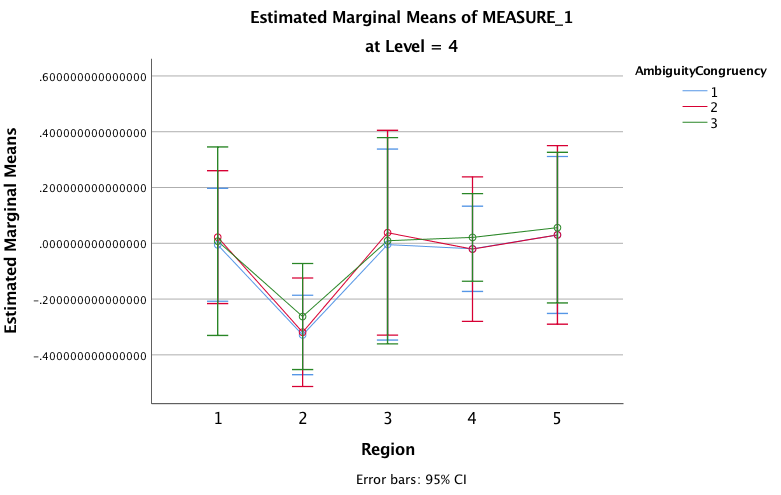 Estimated Marginal Means of MEASURE_1
at Level = 4
AmbiguityCongruency
1
2
3
Estimated Marginal Means
.600000000000000
.400000000000000
.200000000000000
.000000000000000
-.200000000000000
-.400000000000000
1 2 3 4 5
Region
Error bars: 95% CI